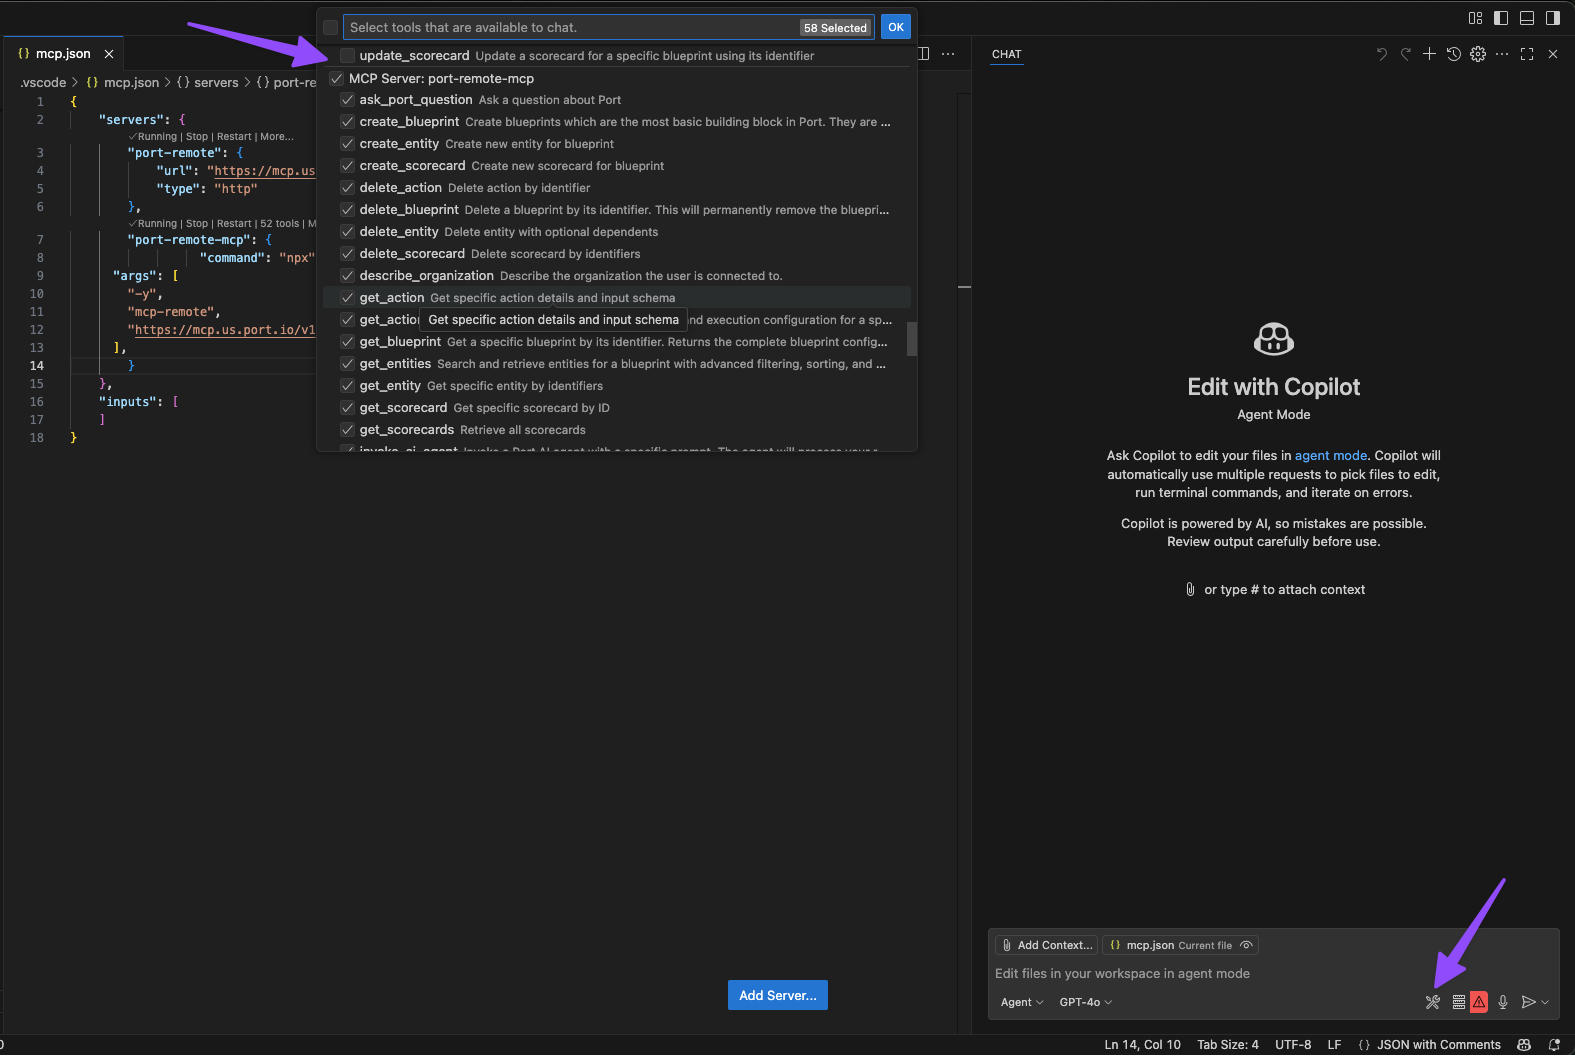 Select tools that are available to chat.
58 Selected
OK
update_scorecard Update a scorecard for a specific blueprint using its identifier
MCP Server: port-remote-mcp
ask_port_question Ask a question about Port
create_blueprint Create blueprints which are the most basic building block in Port. They are ...
create_entity Create new entity for blueprint
create_scorecard Create new scorecard for blueprint
delete_action Delete action by identifier
delete_blueprint Delete a blueprint by its identifier. This will permanently remove the bluepri...
delete_entity Delete entity with optional dependents
delete_scorecard Delete scorecard by identifiers
describe_organization Describe the organization the user is connected to.
get_action Get specific action details and input schema
get_action
Get specific action details and input schema
nd execution configuration for a sp...
get_blueprint Get a specific blueprint by its identifier. Returns the complete blueprint config...
get_entities Search and retrieve entities for a blueprint with advanced filtering, sorting, and ...
get_entity Get specific entity by identifiers
get_scorecard Get specific scorecard by ID
get_scorecards Retrieve all scorecards
invoke_ai_agent Invoke a Port AI agent with a specific prompt. The agent will process your r
{} mcp.json
.vscode > {} mcp.json > {} servers > {} port-re
1 {
2 "servers": {
Running | Stop | Restart | More...
3 "port-remote": {
4 "url": "https://mcp.us
5 "type": "http"
6 },
Running | Stop | Restart | 52 tools | M
7 "port-remote-mcp": {
8 "command": "npx"
9 "args": [
10 "-y",
11 "mcp-remote",
12 "https://mcp.us.port.io/v1
13 ],
14 }
15 },
16 "inputs": [
17 ]
18 }
Add Server...
CHAT
Edit with Copilot
Agent Mode
Ask Copilot to edit your files in agent mode. Copilot will
automatically use multiple requests to pick files to edit,
run terminal commands, and iterate on errors.
Copilot is powered by AI, so mistakes are possible.
Review output carefully before use.
or type # to attach context
Add Context...
{} mcp.json Current file
Edit files in your workspace in agent mode
Agent
GPT-4o
0
Ln 14, Col 10
Tab Size: 4
UTF-8
LF
{} JSON with Comments